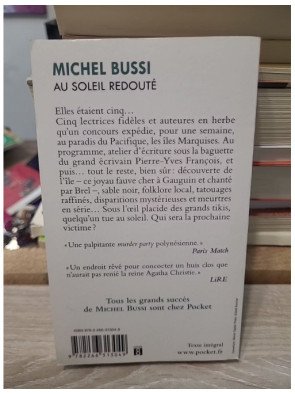 MICHEL BUSSI
AU SOLEIL REDOUTÉ
Elles étaient cinq…
Cinq lectrices fidèles et auteures en herbe
qu'un concours expédie, pour une semaine,
au paradis du Pacifique, les îles Marquises. Au
programme, atelier d'écriture sous la baguette
du grand écrivain Pierre-Yves François, et
puis… tout le reste, bien sûr : découverte de
l'île – ce joyau fauve cher à Gauguin et chanté
par Brel –, sable noir, folklore local, tatouages
raffinés, disparitions mystérieuses et meurtres
en série… Sous l'œil placide des grands tikis,
quelqu'un tue au soleil. Qui sera la prochaine
victime ?
« Une palpitante murder party polynésienne. »
Paris Match
« Un endroit rêvé pour concocter un huis clos que
n'aurait pas renié la reine Agatha Christie. »
LiRE
Tous les grands succès
de MICHEL BUSSI sont chez Pocket
Texte intégral
www.pocket.fr